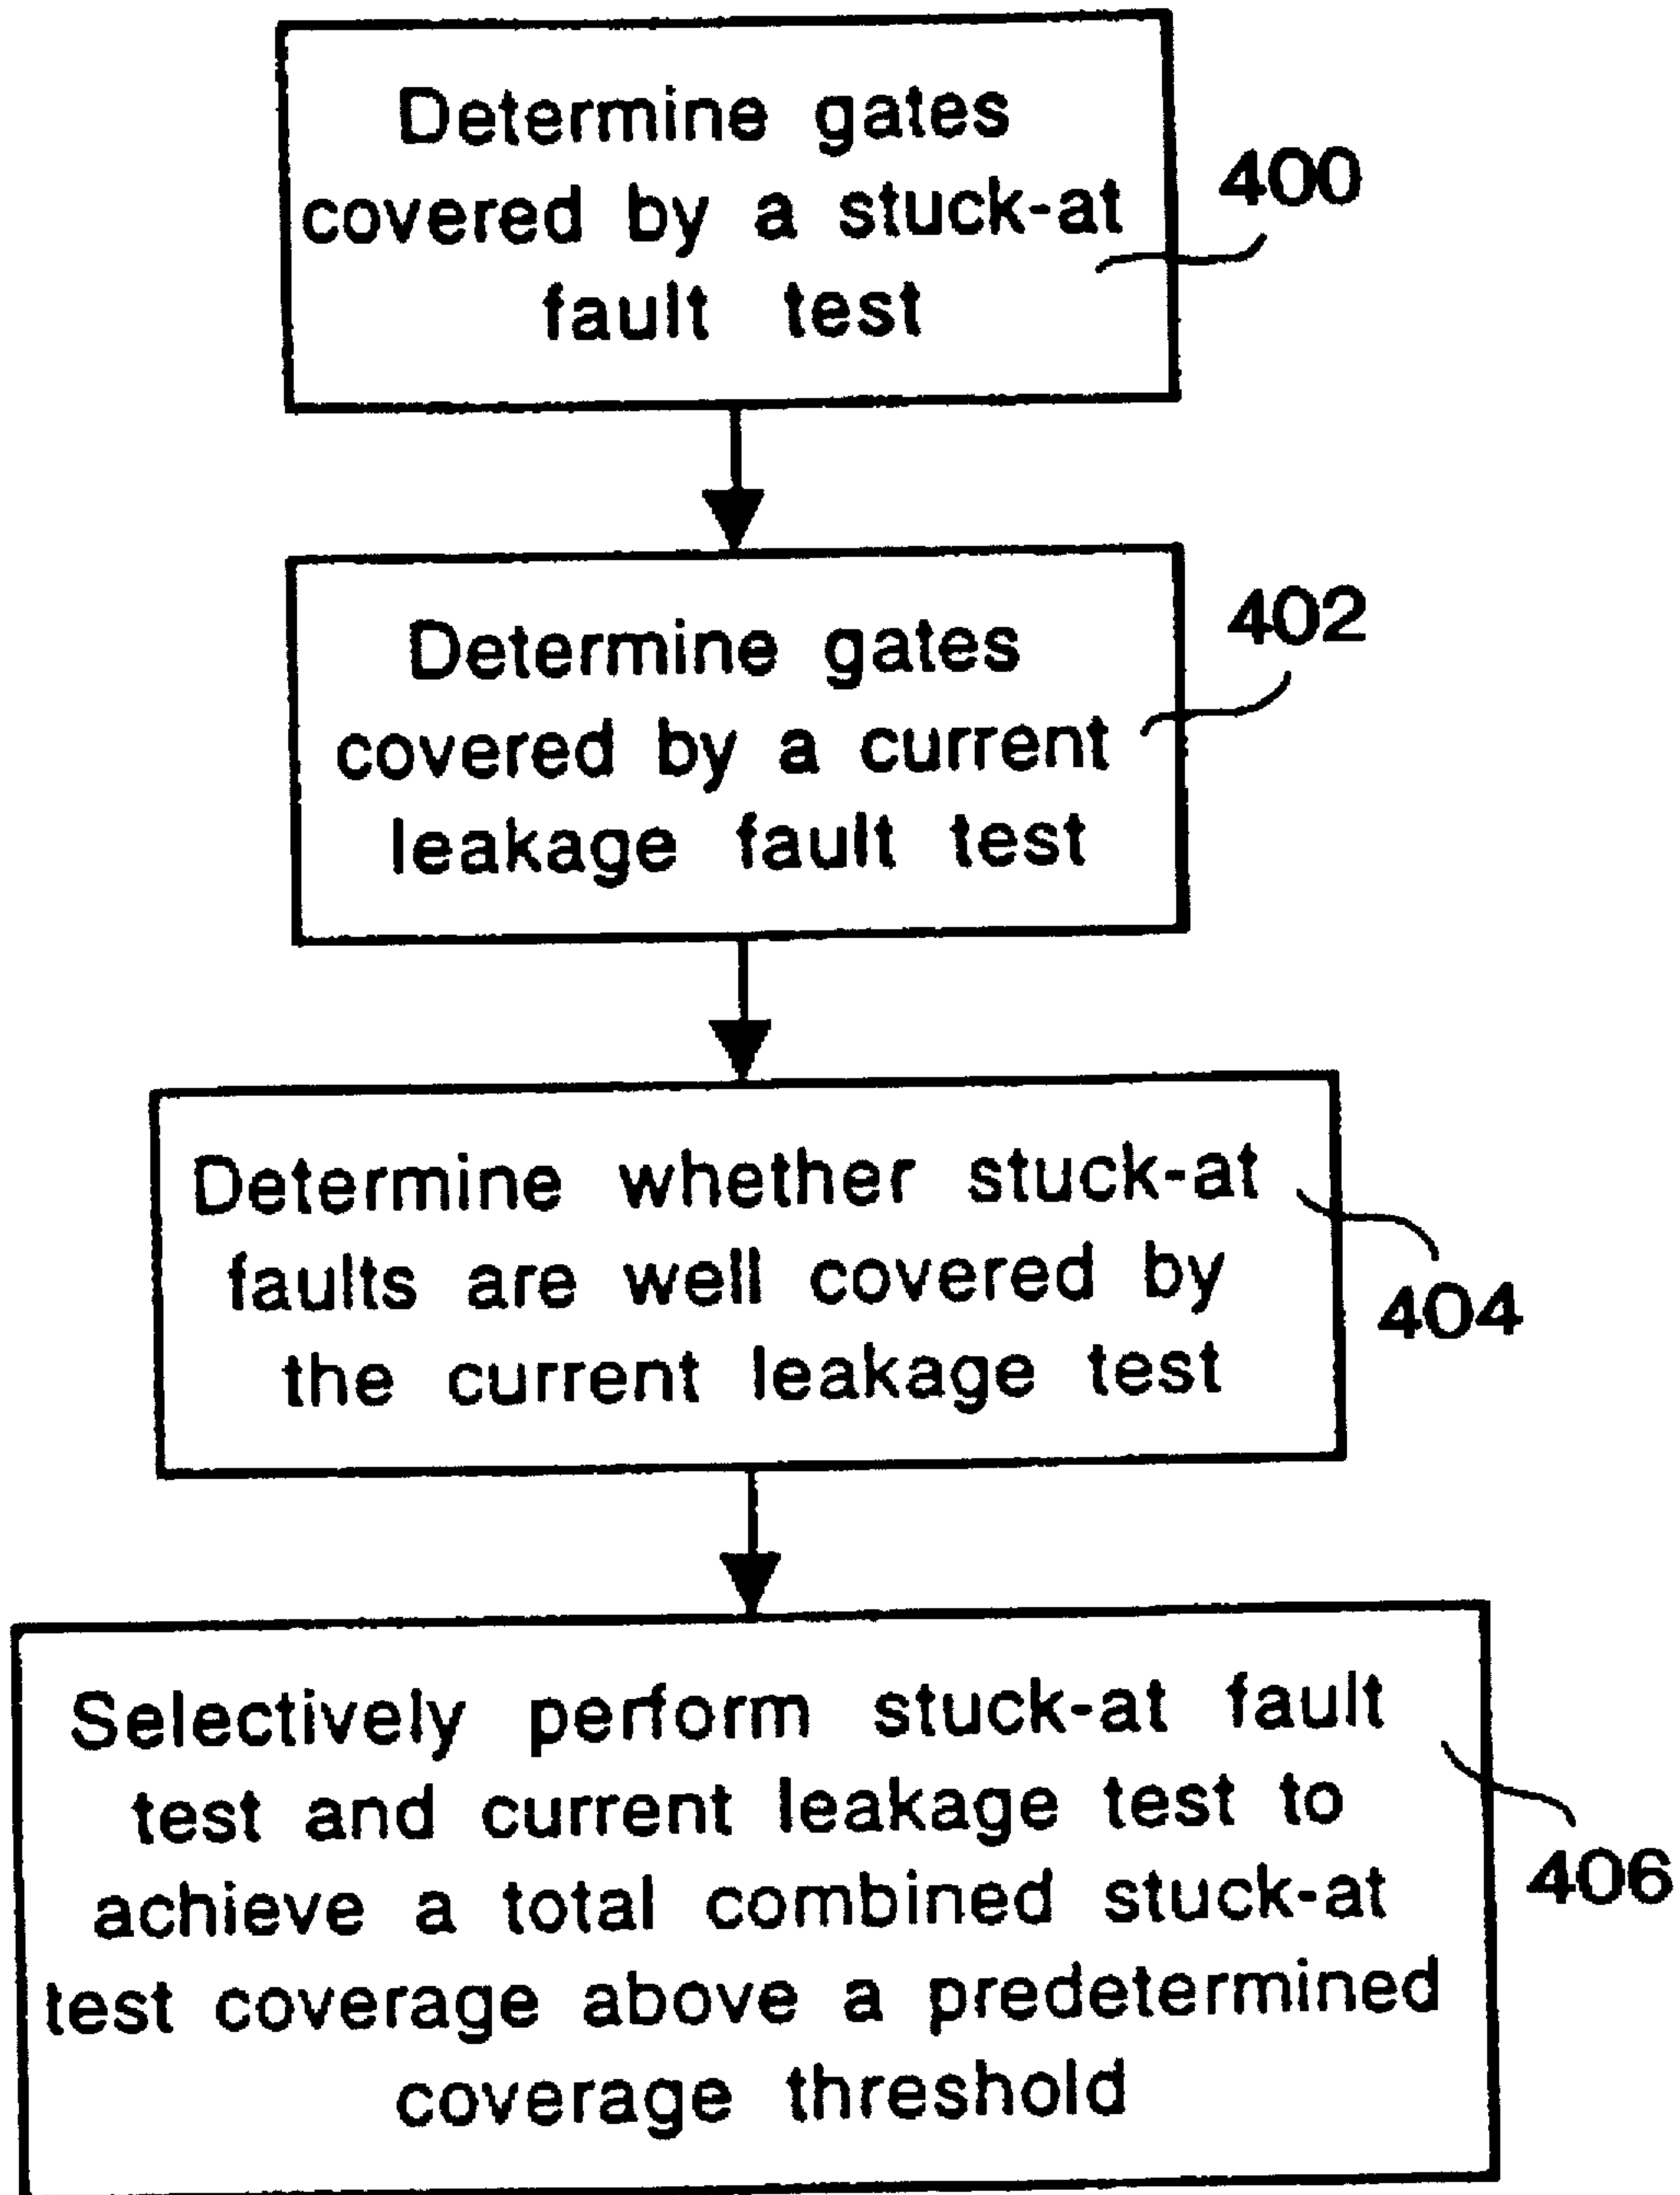 Determine gates
covered by a stuck-at
fault test
400
Determine gates
covered by a current
leakage fault test
402
Determine whether stuck-at
faults are well covered by
the current leakage test
404
Selectively perform stuck-at fault
test and current leakage test to
achieve a total combined stuck-at
test coverage above a predetermined
coverage threshold
406